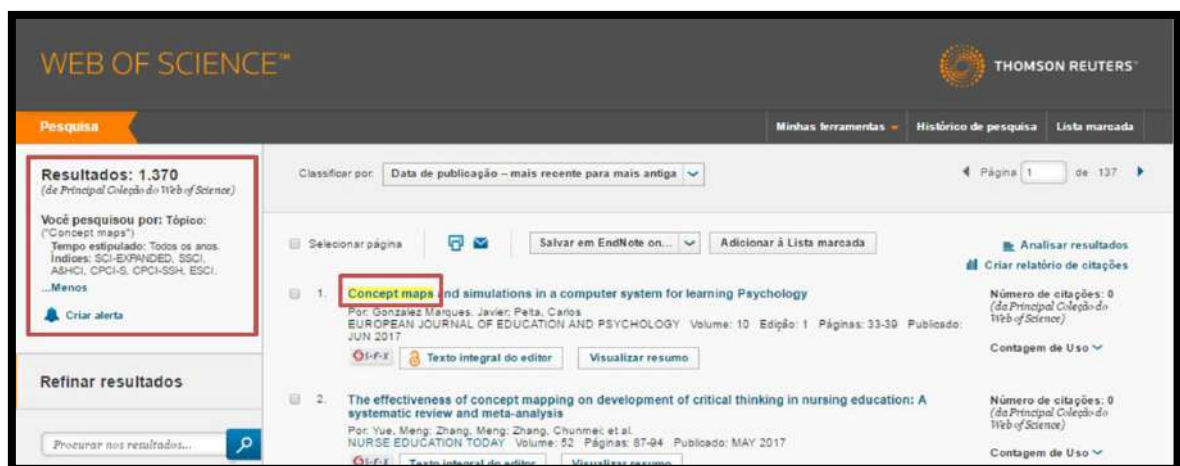 WEB OF SCIENCE™
THOMSON REUTERS™
Pesquisa
Minhas ferramentas
Histórico de pesquisa
Lista marcada
Resultados: 1.370
(de Principal Coleção do Web of Science)
Você pesquisou por: Tópico:
("Concept maps")
Tempo estipulado: Todos os anos.
Índices: SCI-EXPANDED, SSCI,
A&HCI, CPCI-S, CPCI-SSH, ESCI.
...Menos
Criar alerta
Refinar resultados
Procurar nos resultados...
Classificar por: Data de publicação – mais recente para mais antiga
Página 1 de 137
Selecionar página
Salvar em EndNote on...
Adicionar à Lista marcada
Analisar resultados
Criar relatório de citações
1. Concept maps and simulations in a computer system for learning Psychology
Por: Gonzalez Marques, Javier; Pelta, Carlos
EUROPEAN JOURNAL OF EDUCATION AND PSYCHOLOGY Volume: 10 Edição: 1 Páginas: 33-39 Publicado:
JUN 2017
S-F-X Texto integral do editor Visualizar resumo
Número de citações: 0
(da Principal Coleção do
Web of Science)
Contagem de Uso
2. The effectiveness of concept mapping on development of critical thinking in nursing education: A
systematic review and meta-analysis
Por: Yue, Meng; Zhang, Meng; Zhang, Chunmei; et al.
NURSE EDUCATION TODAY Volume: 52 Páginas: 87-94 Publicado: MAY 2017
S-F-X Texto integral do editor Visualizar resumo
Número de citações: 0
(da Principal Coleção do
Web of Science)
Contagem de Uso